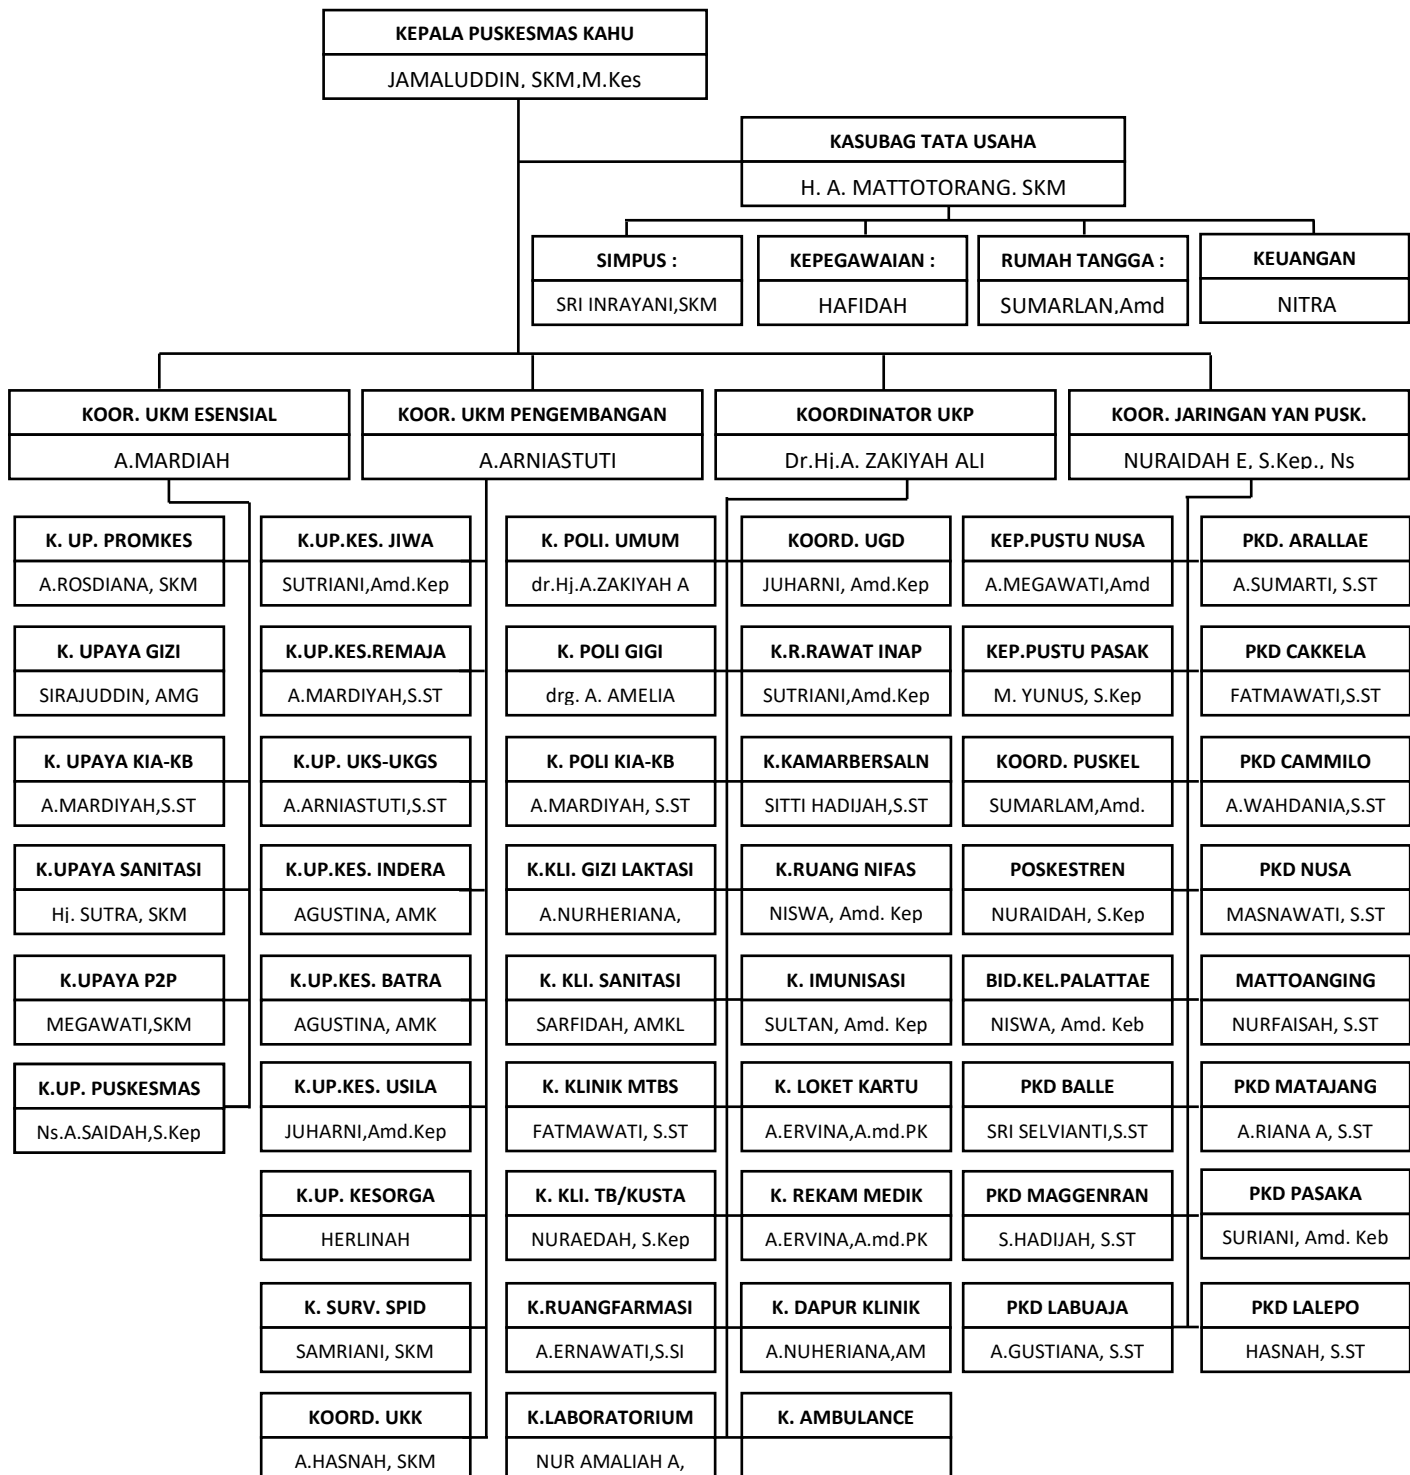 KEPALA PUSKESMAS KAHU
JAMALUDDIN, SKM,M.Kes
KASUBAG TATA USAHA
H. A. MATTOTORANG. SKM
SIMPUS :
SRI INRAYANI,SKM
KEPEGAWAIAN :
HAFIDAH
RUMAH TANGGA :
SUMARLAN,Amd
KEUANGAN
NITRA
KOOR. UKM ESENSIAL
A.MARDIAH
KOOR. UKM PENGEMBANGAN
A.ARNIASTUTI
KOORDINATOR UKP
Dr.Hj.A. ZAKIYAH ALI
KOOR. JARINGAN YAN PUSK.
NURAIDAH E, S.Kep., Ns
K. UP. PROMKES
A.ROSDIANA, SKM
K. UPAYA GIZI
SIRAJUDDIN, AMG
K. UPAYA KIA-KB
A.MARDIYAH,S.ST
K.UPAYA SANITASI
Hj. SUTRA, SKM
K.UPAYA P2P
MEGAWATI,SKM
K.UP. PUSKESMAS
Ns.A.SAIDAH,S.Kep
K.UP.KES. JIWA
SUTRIANI,Amd.Kep
K.UP.KES.REMAJA
A.MARDIYAH,S.ST
K.UP. UKS-UKGS
A.ARNIASTUTI,S.ST
K.UP.KES. INDERA
AGUSTINA, AMK
K.UP.KES. BATRA
AGUSTINA, AMK
K.UP.KES. USILA
JUHARNI,Amd.Kep
K.UP. KESORGA
HERLINAH
K. SURV. SPID
SAMRIANI, SKM
KOORD. UKK
A.HASNAH, SKM
K. POLI. UMUM
dr.Hj.A.ZAKIYAH A
K. POLI GIGI
drg. A. AMELIA
K. POLI KIA-KB
A.MARDIYAH, S.ST
K.KLI. GIZI LAKTASI
A.NURHERIANA,
K. KLI. SANITASI
SARFIDAH, AMKL
K. KLINIK MTBS
FATMAWATI, S.ST
K. KLI. TB/KUSTA
NURAEDAH, S.Kep
K.RUANGFARMASI
A.ERNAWATI,S.SI
K.LABORATORIUM
NUR AMALIAH A,
KOORD. UGD
JUHARNI, Amd.Kep
K.R.RAWAT INAP
SUTRIANI,Amd.Kep
K.KAMARBERSALN
SITTI HADIJAH,S.ST
K.RUANG NIFAS
NISWA, Amd. Kep
K. IMUNISASI
SULTAN, Amd. Kep
K. LOKET KARTU
A.ERVINA,A.md.PK
K. REKAM MEDIK
A.ERVINA,A.md.PK
K. DAPUR KLINIK
A.NUHERIANA,AM
K. AMBULANCE
KEP.PUSTU NUSA
A.MEGAWATI,Amd
KEP.PUSTU PASAK
M. YUNUS, S.Kep
KOORD. PUSKEL
SUMARLAM,Amd.
POSKESTREN
NURAIDAH, S.Kep
BID.KEL.PALATTAE
NISWA, Amd. Keb
PKD BALLE
SRI SELVIANTI,S.ST
PKD MAGGENRAN
S.HADIJAH, S.ST
PKD LABUAJA
A.GUSTIANA, S.ST
PKD. ARALLAE
A.SUMARTI, S.ST
PKD CAKKELA
FATMAWATI,S.ST
PKD CAMMILO
A.WAHDANIA,S.ST
PKD NUSA
MASNAWATI, S.ST
MATTOANGING
NURFAISAH, S.ST
PKD MATAJANG
A.RIANA A, S.ST
PKD PASAKA
SURIANI, Amd. Keb
PKD LALEPO
HASNAH, S.ST